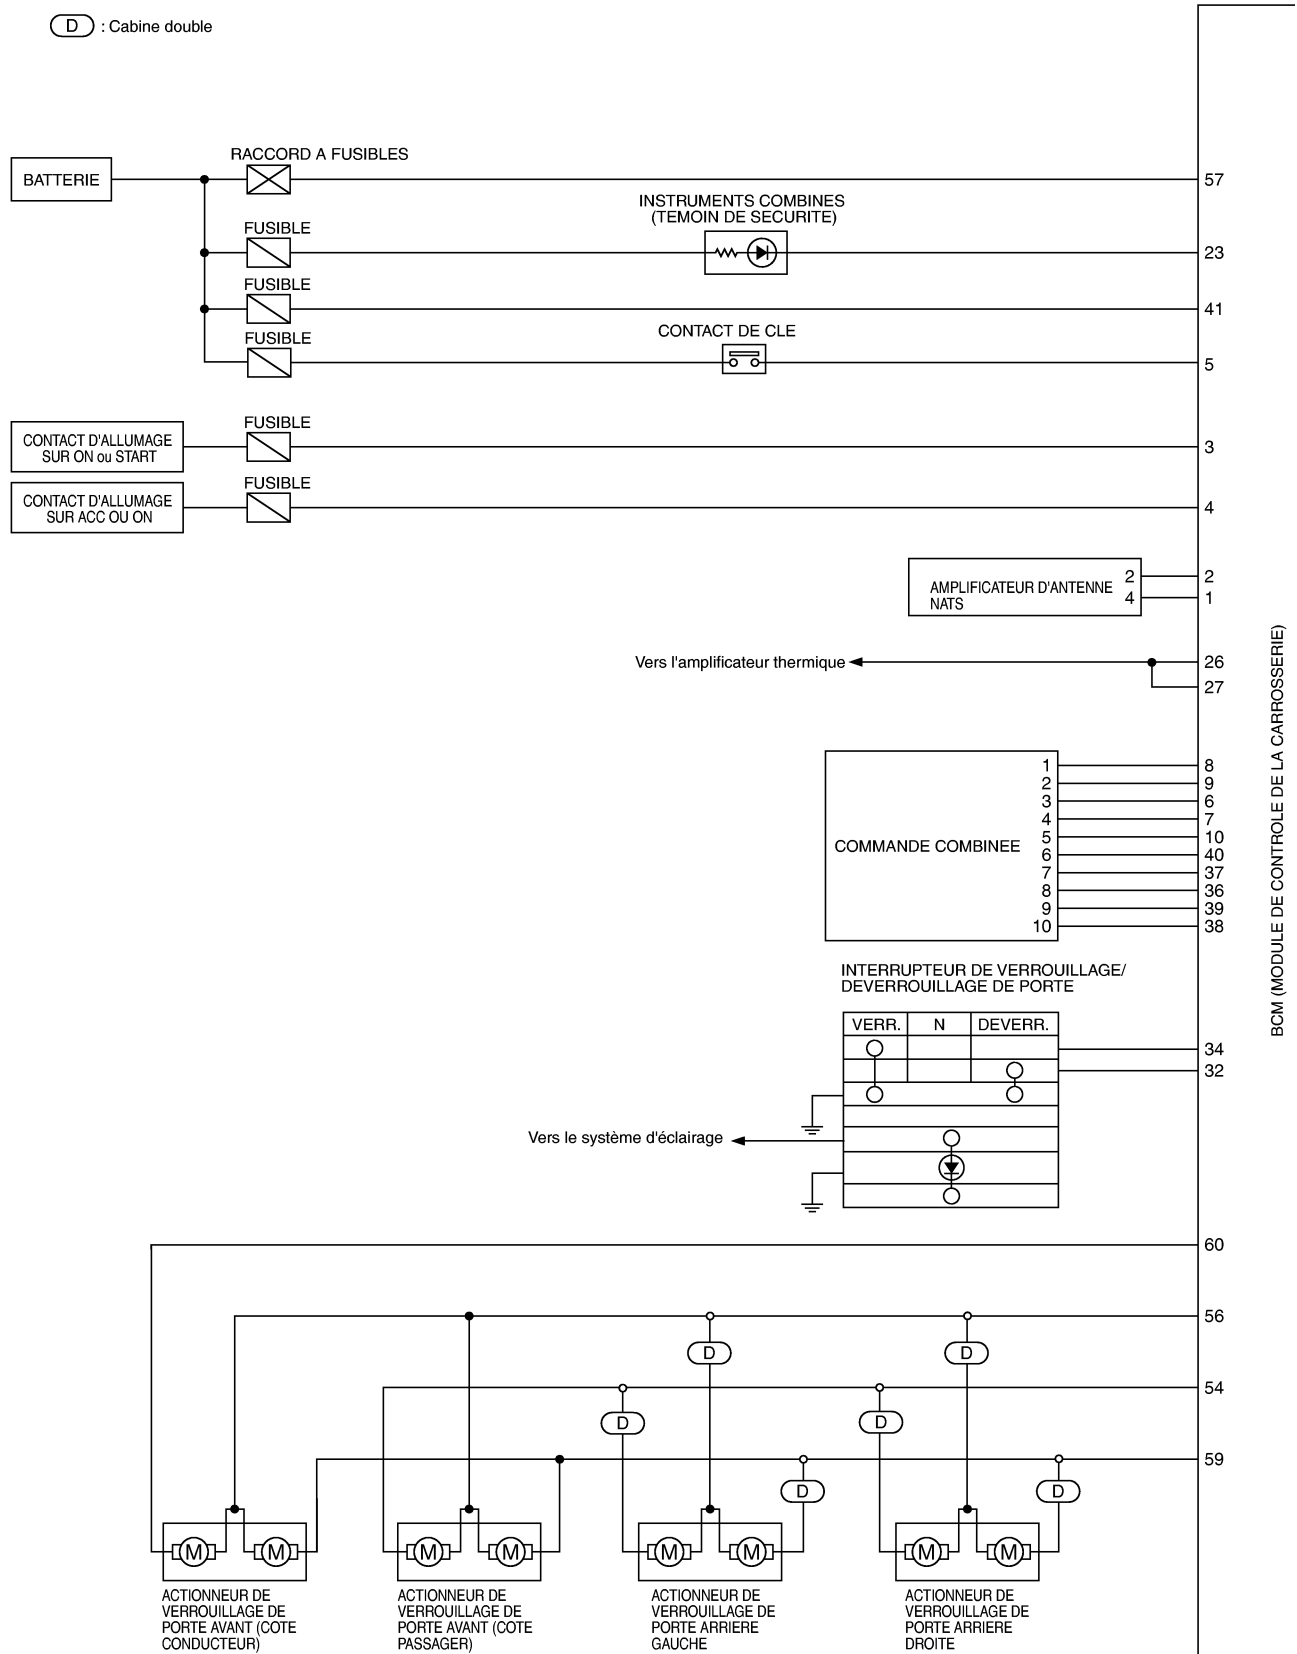 D : Cabine double
RACCORD A FUSIBLES
BATTERIE
57
INSTRUMENTS COMBINES
(TEMOIN DE SECURITE)
FUSIBLE
23
FUSIBLE
41
FUSIBLE
CONTACT DE CLE
5
FUSIBLE
CONTACT D'ALLUMAGE
SUR ON ou START
3
FUSIBLE
CONTACT D'ALLUMAGE
SUR ACC OU ON
4
AMPLIFICATEUR D'ANTENNE
NATS
2 2
4 1
Vers l'amplificateur thermique
26
27
BCM (MODULE DE CONTROLE DE LA CARROSSERIE)
COMMANDE COMBINEE
1 8
2 9
3 6
4 7
5 10
6 40
7 37
8 36
9 39
10 38
INTERRUPTEUR DE VERROUILLAGE/
DEVERROUILLAGE DE PORTE
VERR. N DEVERR.
34
32
Vers le système d'éclairage
60
56
D D
54
D D
59
D D
M M M M M M M M
ACTIONNEUR DE
VERROUILLAGE DE
PORTE AVANT (COTE
CONDUCTEUR)
ACTIONNEUR DE
VERROUILLAGE DE
PORTE AVANT (COTE
PASSAGER)
ACTIONNEUR DE
VERROUILLAGE DE
PORTE ARRIERE
GAUCHE
ACTIONNEUR DE
VERROUILLAGE DE
PORTE ARRIERE
DROITE